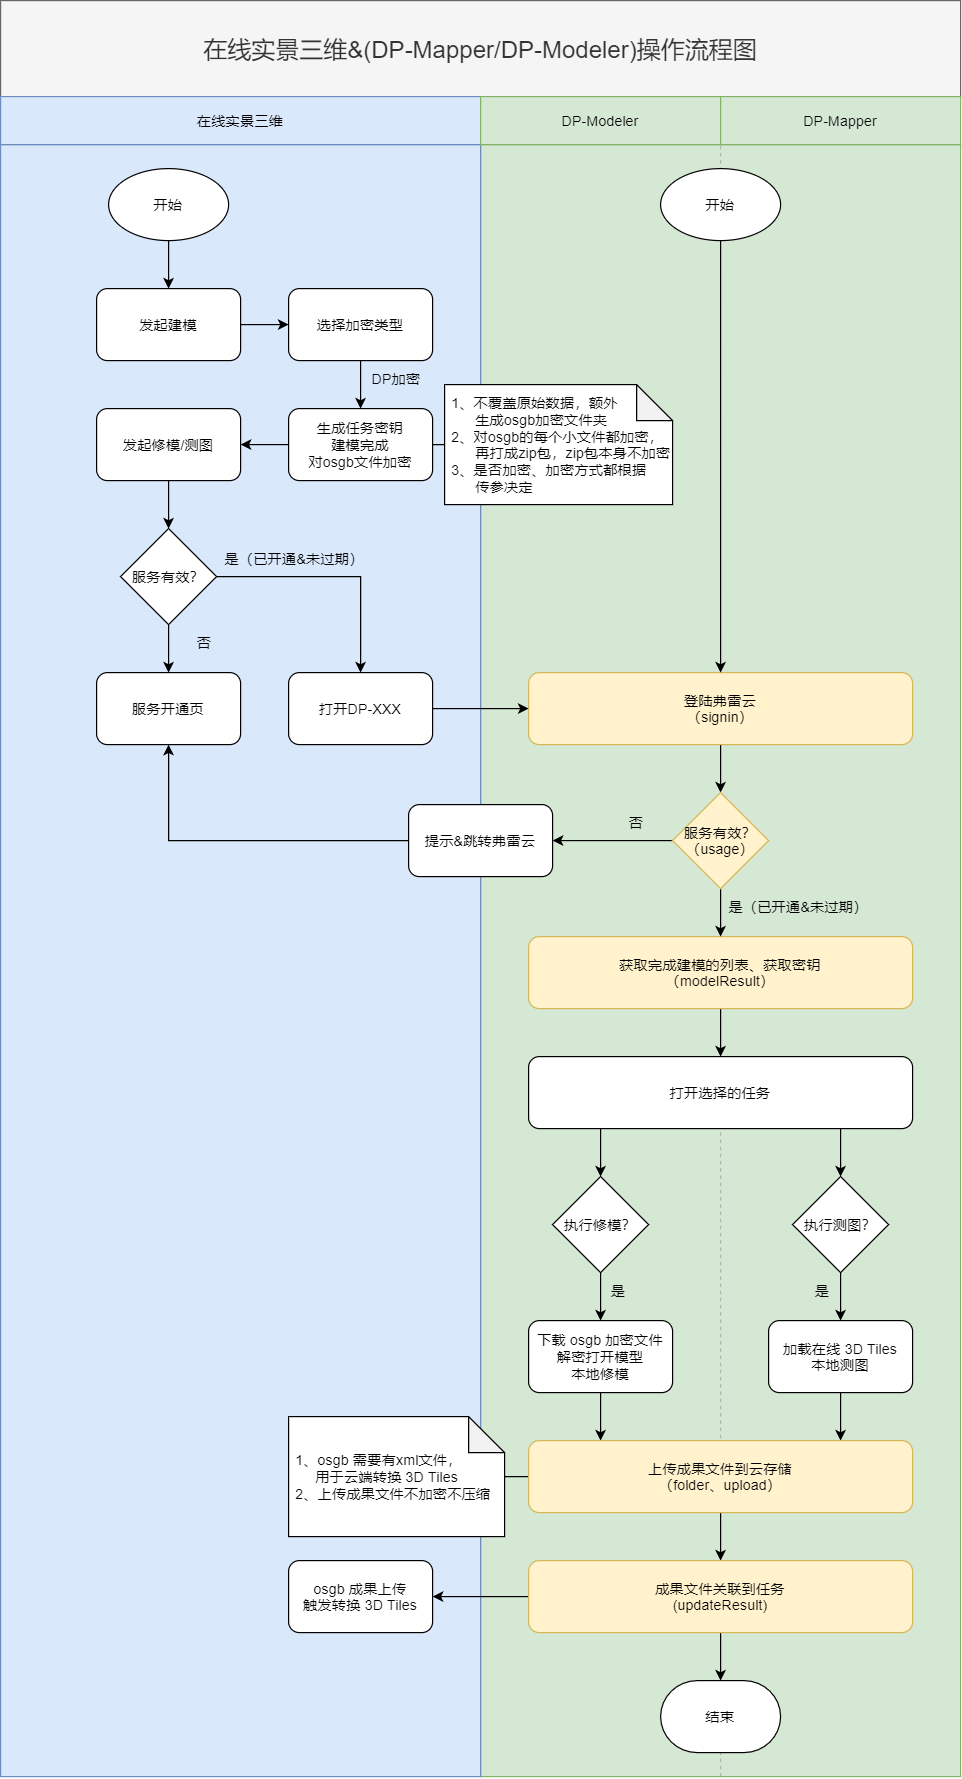 在线实景三维&(DP-Mapper/DP-Modeler)操作流程图
在线实景三维
DP-Modeler
DP-Mapper
开始
开始
发起建模
选择加密类型
DP加密
发起修模/测图
生成任务密钥
建模完成
对osgb文件加密
1、不覆盖原始数据，额外
生成osgb加密文件夹
2、对osgb的每个小文件都加密，
再打成zip包，zip包本身不加密
3、是否加密、加密方式都根据
传参决定
服务有效？
是（已开通&未过期）
否
服务开通页
打开DP-XXX
登陆弗雷云
（signin）
提示&跳转弗雷云
否
服务有效？
（usage）
是（已开通&未过期）
获取完成建模的列表、获取密钥
（modelResult）
打开选择的任务
执行修模？
执行测图？
是
是
下载 osgb 加密文件
解密打开模型
本地修模
加载在线 3D Tiles
本地测图
1、osgb 需要有xml文件，
用于云端转换 3D Tiles
2、上传成果文件不加密不压缩
上传成果文件到云存储
（folder、upload）
osgb 成果上传
触发转换 3D Tiles
成果文件关联到任务
(updateResult)
结束